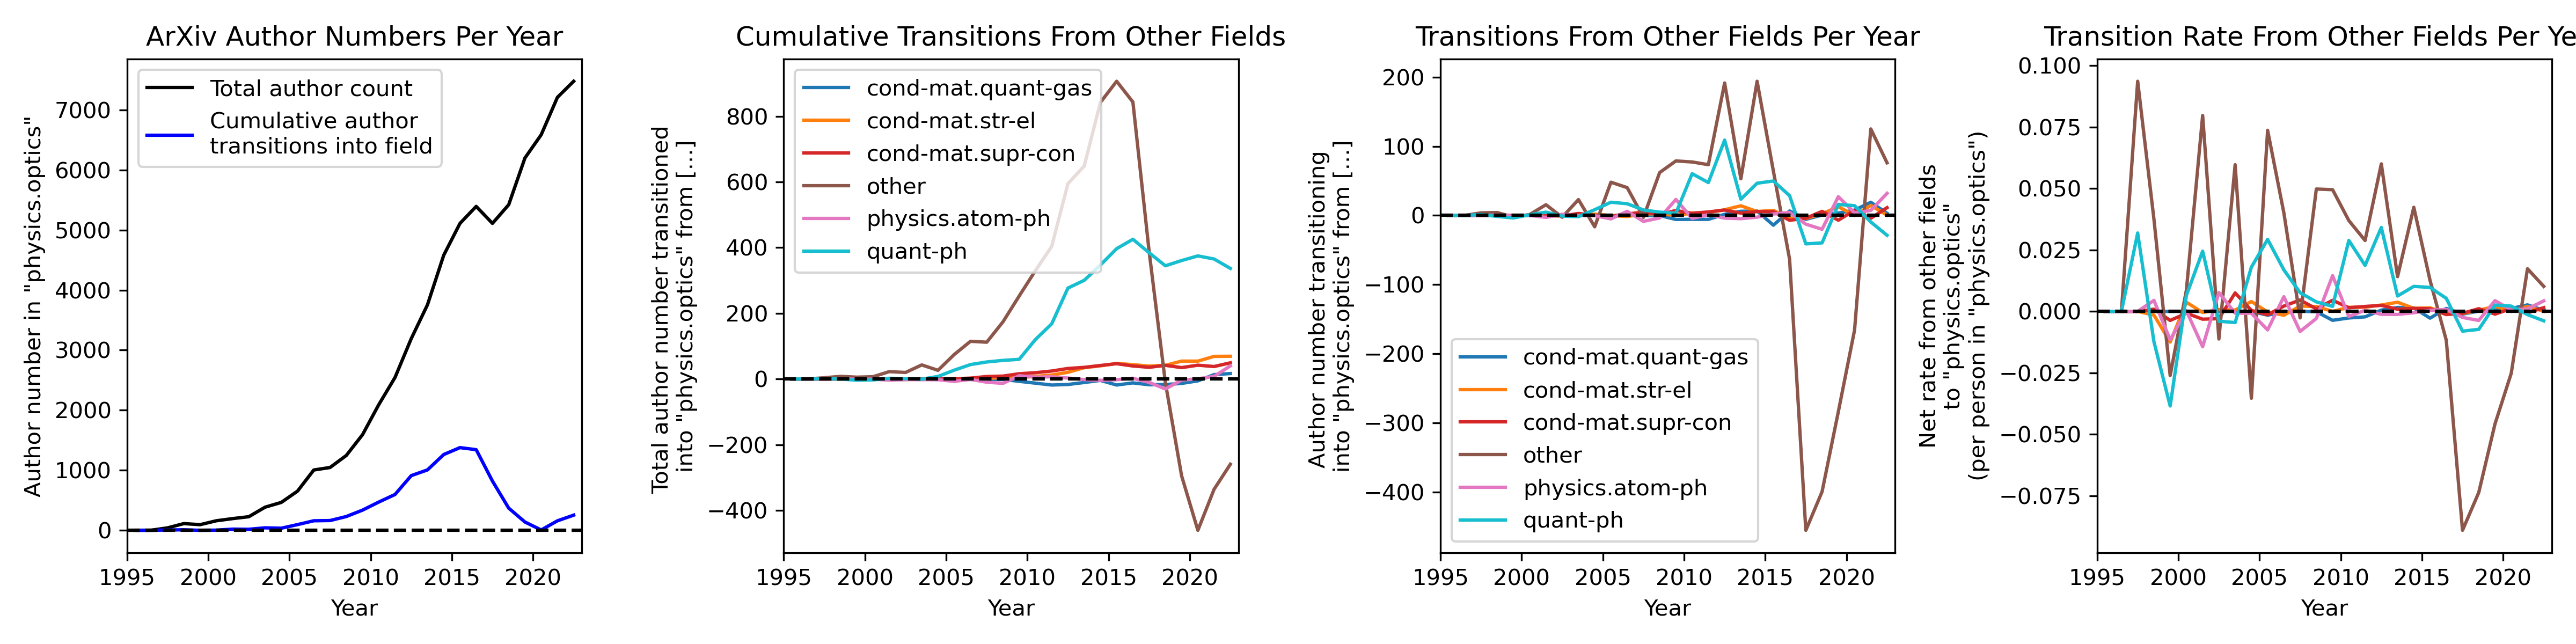 ArXiv Author Numbers Per Year
Author number in "physics.optics"
7000
6000
5000
4000
3000
2000
1000
0
Total author count
Cumulative author
transitions into field
1995 2000 2005 2010 2015 2020
Year
Cumulative Transitions From Other Fields
Total author number transitioned
into "physics.optics" from [...]
800
600
400
200
0
−200
−400
cond-mat.quant-gas
cond-mat.str-el
cond-mat.supr-con
other
physics.atom-ph
quant-ph
1995 2000 2005 2010 2015 2020
Year
Transitions From Other Fields Per Year
Author number transitioning
into "physics.optics" from [...]
200
100
0
−100
−200
−300
−400
cond-mat.quant-gas
cond-mat.str-el
cond-mat.supr-con
other
physics.atom-ph
quant-ph
1995 2000 2005 2010 2015 2020
Year
Transition Rate From Other Fields Per Ye
Net rate from other fields
to "physics.optics"
(per person in "physics.optics")
0.100
0.075
0.050
0.025
0.000
−0.025
−0.050
−0.075
1995 2000 2005 2010 2015 2020
Year